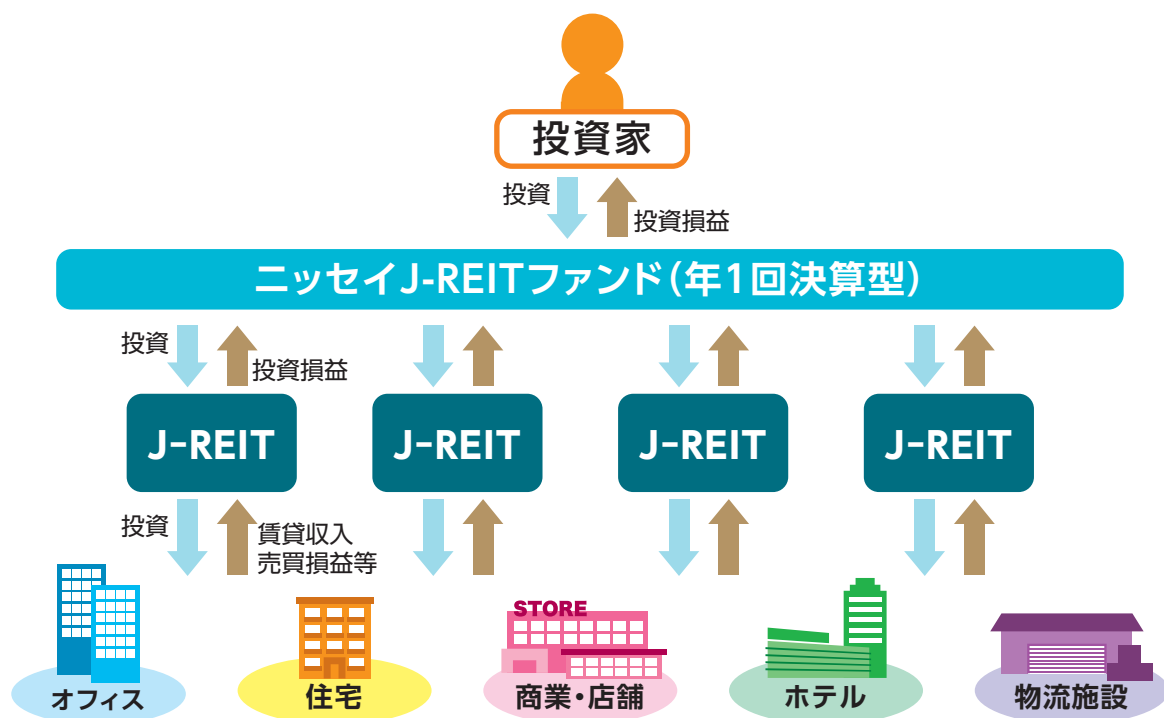 投資家
投資
投資損益
ニッセイJ-REITファンド(年1回決算型)
投資
投資損益
J-REIT
J-REIT
J-REIT
J-REIT
投資
賃貸収入
売買損益等
STORE
オフィス
住宅
商業・店舗
ホテル
物流施設